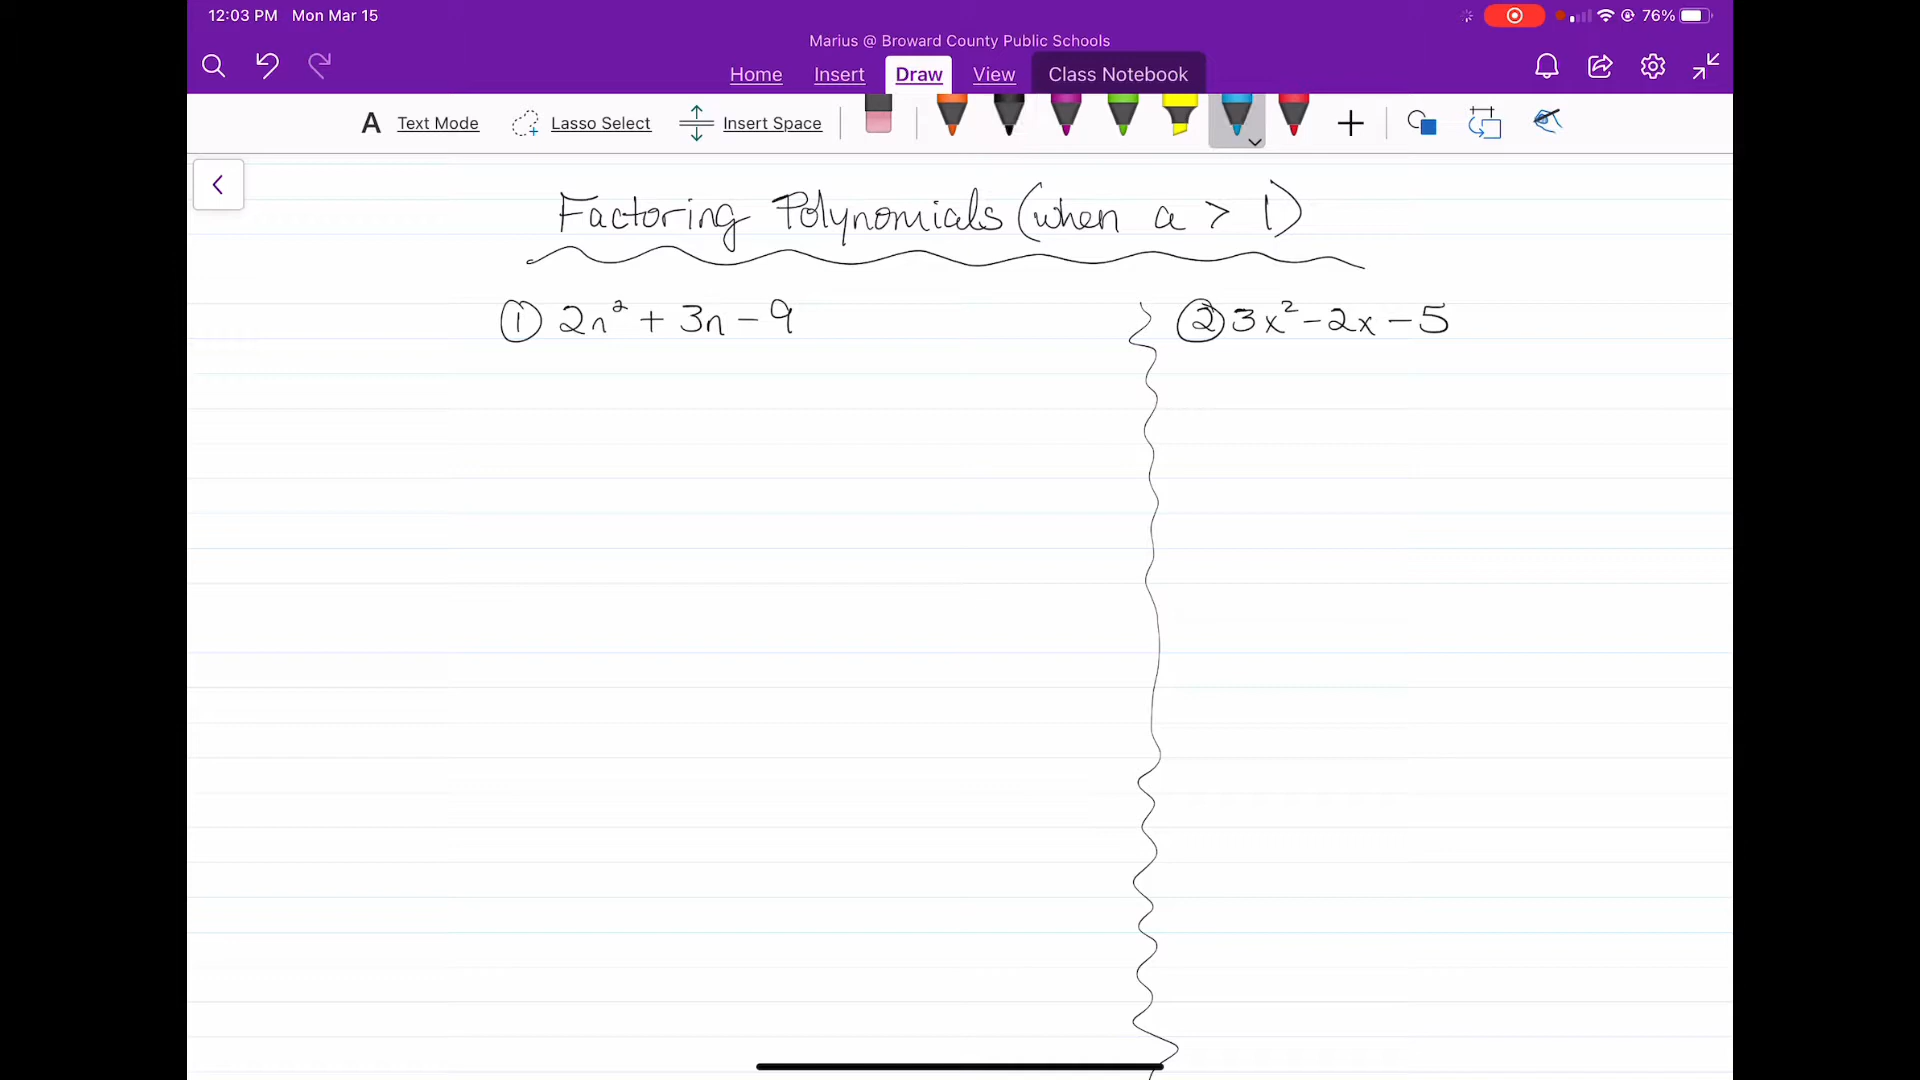 12:03 PM Mon Mar 15
76%
Marius @ Broward County Public Schools
Home Insert Draw View Class Notebook
A Text Mode Lasso Select Insert Space
Factoring Polynomials (when a > 1)
① 2n² + 3n - 9
② 3x² - 2x - 5